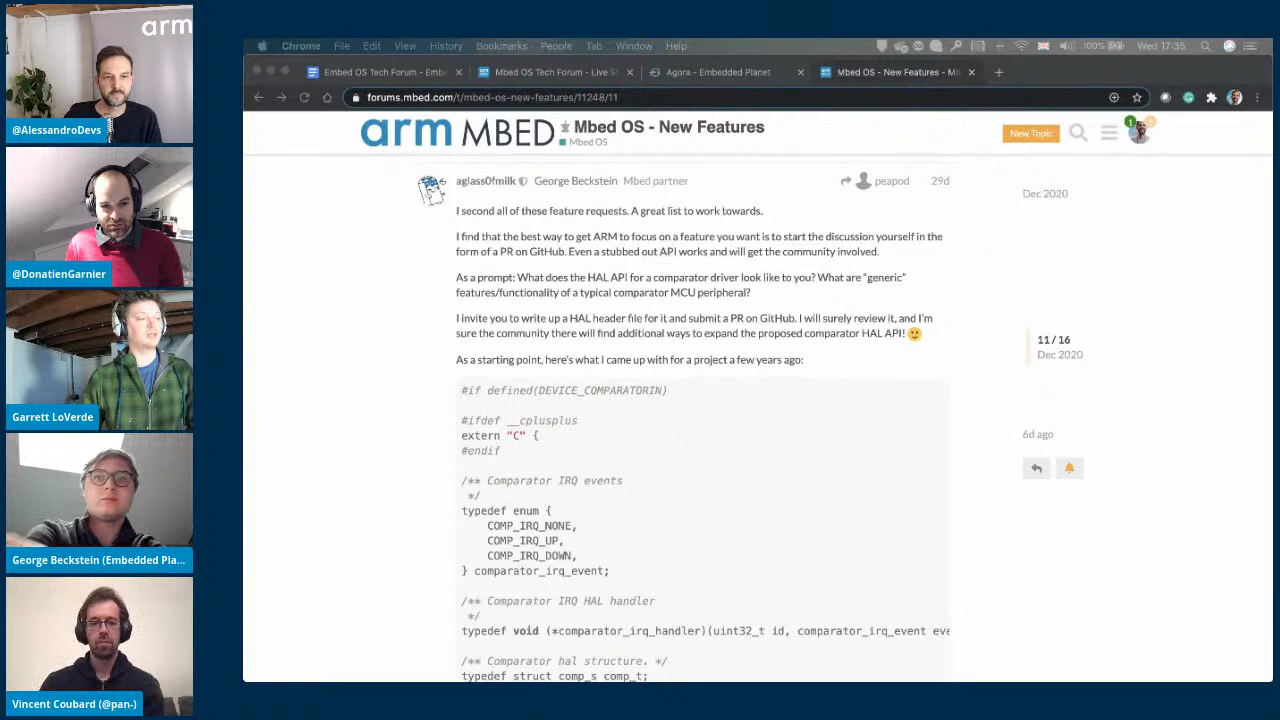 arm
@AlessandroDevs
@DonatienGarnier
Garrett LoVerde
George Beckstein (Embedded Pla...
Vincent Coubard (@pan-)
Chrome File Edit View History Bookmarks People Tab Window Help
100% Wed 17:35
Embed OS Tech Forum - Embe
Mbed OS Tech Forum - Live S
Agora - Embedded Planet
Mbed OS - New Features - Mb
forums.mbed.com/t/mbed-os-new-features/11248/11
arm MBED
Mbed OS - New Features
Mbed OS
New Topic
1
aglass0fmilk George Beckstein Mbed partner
peapod 29d
I second all of these feature requests. A great list to work towards.
I find that the best way to get ARM to focus on a feature you want is to start the discussion yourself in the
form of a PR on GitHub. Even a stubbed out API works and will get the community involved.
As a prompt: What does the HAL API for a comparator driver look like to you? What are "generic"
features/functionality of a typical comparator MCU peripheral?
I invite you to write up a HAL header file for it and submit a PR on GitHub. I will surely review it, and I'm
sure the community there will find additional ways to expand the proposed comparator HAL API!
As a starting point, here's what I came up with for a project a few years ago:
#if defined(DEVICE_COMPARATORIN)
#ifdef __cplusplus
extern "C" {
#endif
/** Comparator IRQ events
*/
typedef enum {
COMP_IRQ_NONE,
COMP_IRQ_UP,
COMP_IRQ_DOWN,
} comparator_irq_event;
/** Comparator IRQ HAL handler
*/
typedef void (*comparator_irq_handler)(uint32_t id, comparator_irq_event eve
/** Comparator hal structure. */
typedef struct comp_s comp_t;
Dec 2020
11 / 16
Dec 2020
6d ago